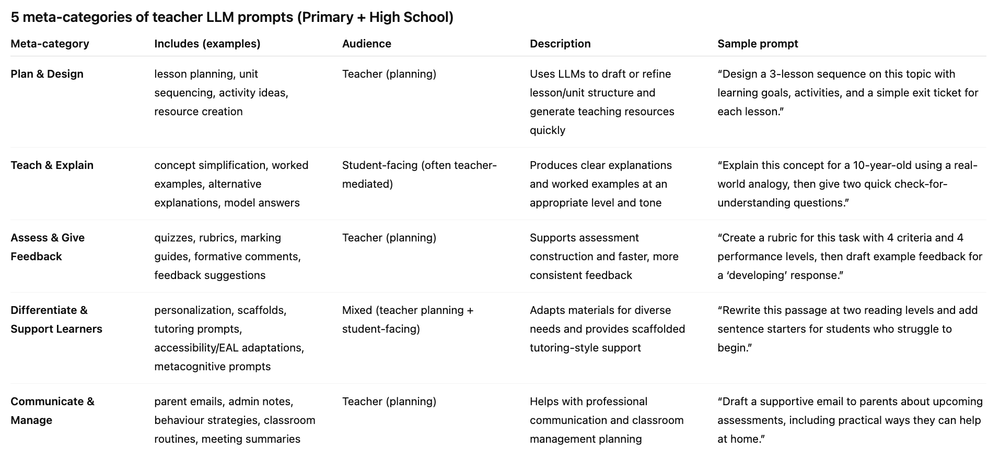 5 meta-categories of teacher LLM prompts (Primary + High School)
Meta-category
Includes (examples)
Audience
Description
Sample prompt
Plan & Design
lesson planning, unit
sequencing, activity ideas,
resource creation
Teacher (planning)
Uses LLMs to draft or refine
lesson/unit structure and
generate teaching resources
quickly
“Design a 3-lesson sequence on this topic with
learning goals, activities, and a simple exit ticket for
each lesson.”
Teach & Explain
concept simplification, worked
examples, alternative
explanations, model answers
Student-facing (often teacher-
mediated)
Produces clear explanations
and worked examples at an
appropriate level and tone
“Explain this concept for a 10-year-old using a real-
world analogy, then give two quick check-for-
understanding questions.”
Assess & Give
Feedback
quizzes, rubrics, marking
guides, formative comments,
feedback suggestions
Teacher (planning)
Supports assessment
construction and faster, more
consistent feedback
“Create a rubric for this task with 4 criteria and 4
performance levels, then draft example feedback for
a ‘developing’ response.”
Differentiate &
Support Learners
personalization, scaffolds,
tutoring prompts,
accessibility/EAL adaptations,
metacognitive prompts
Mixed (teacher planning +
student-facing)
Adapts materials for diverse
needs and provides scaffolded
tutoring-style support
“Rewrite this passage at two reading levels and add
sentence starters for students who struggle to
begin.”
Communicate &
Manage
parent emails, admin notes,
behaviour strategies, classroom
routines, meeting summaries
Teacher (planning)
Helps with professional
communication and classroom
management planning
“Draft a supportive email to parents about upcoming
assessments, including practical ways they can help
at home.”